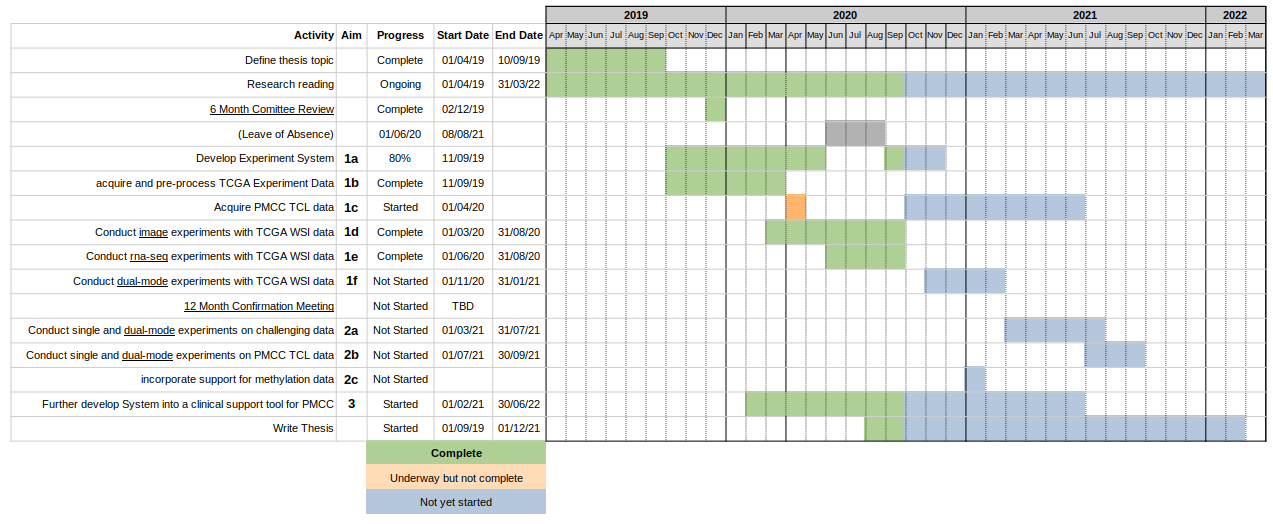 2019 2020 2021 2022
Activity Aim Progress Start Date End Date Apr May Jun Jul Aug Sep Oct Nov Dec Jan Feb Mar Apr May Jun Jul Aug Sep Oct Nov Dec Jan Feb Mar Apr May Jun Jul Aug Sep Oct Nov Dec Jan Feb Mar
Define thesis topic Complete 01/04/19 10/09/19
Research reading Ongoing 01/04/19 31/03/22
6 Month Comittee Review Complete 02/12/19
(Leave of Absence) 01/06/20 08/08/21
Develop Experiment System 1a 80% 11/09/19
acquire and pre-process TCGA Experiment Data 1b Complete 11/09/19
Acquire PMCC TCL data 1c Started 01/04/20
Conduct image experiments with TCGA WSI data 1d Complete 01/03/20 31/08/20
Conduct rna-seq experiments with TCGA WSI data 1e Complete 01/06/20 31/08/20
Conduct dual-mode experiments with TCGA WSI data 1f Not Started 01/11/20 31/01/21
12 Month Confirmation Meeting Not Started TBD
Conduct single and dual-mode experiments on challenging data 2a Not Started 01/03/21 31/07/21
Conduct single and dual-mode experiments on PMCC TCL data 2b Not Started 01/07/21 30/09/21
incorporate support for methylation data 2c Not Started
Further develop System into a clinical support tool for PMCC 3 Started 01/02/21 30/06/22
Write Thesis Started 01/09/19 01/12/21
Complete
Underway but not complete
Not yet started